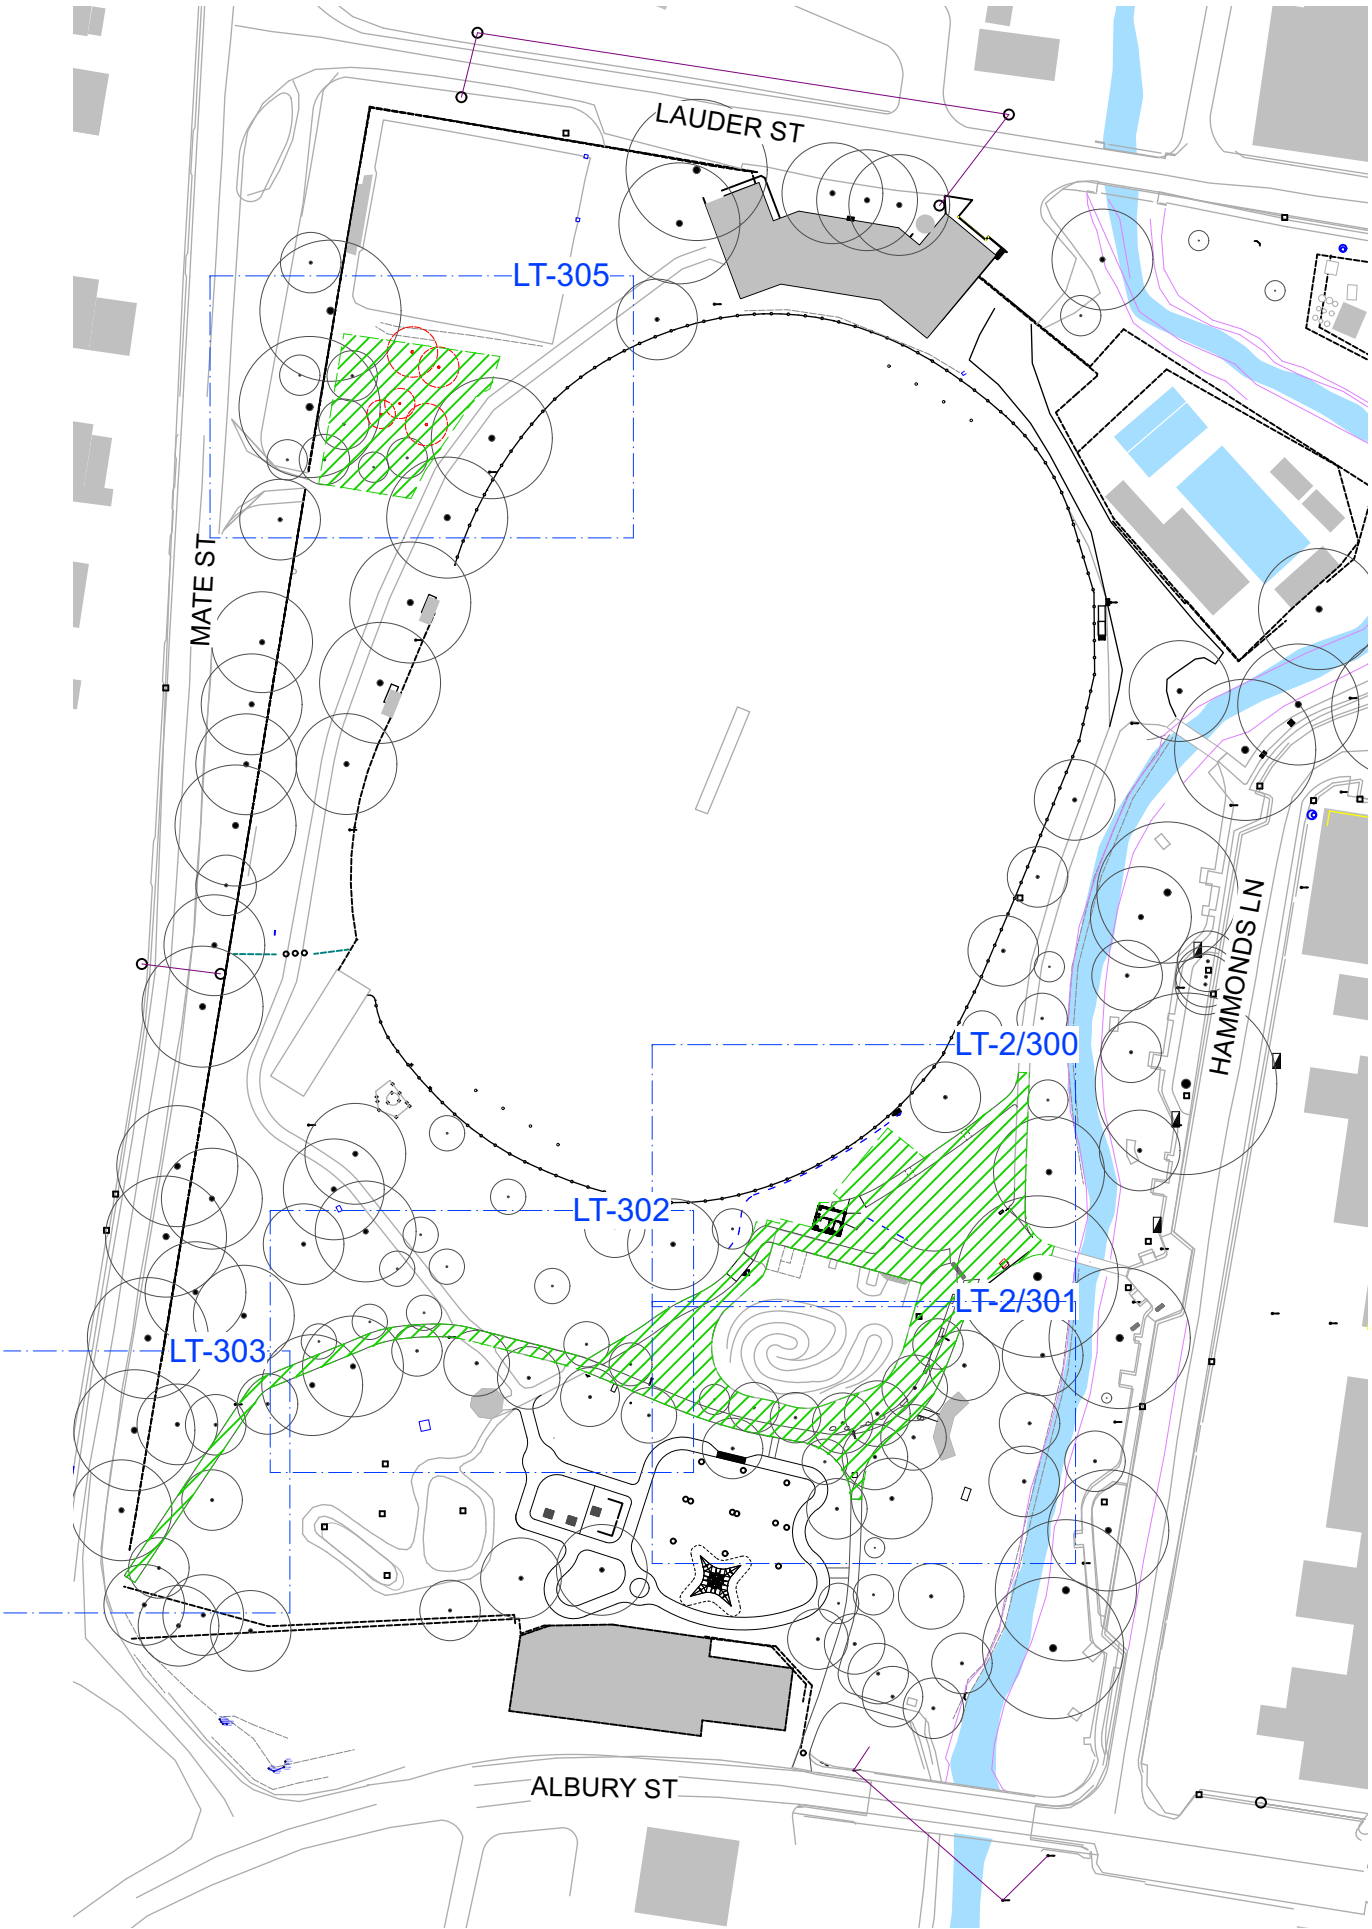 LAUDER ST
LT-305
MATE ST
HAMMONDS LN
LT-2/300
LT-302
LT-2/301
LT-303
ALBURY ST